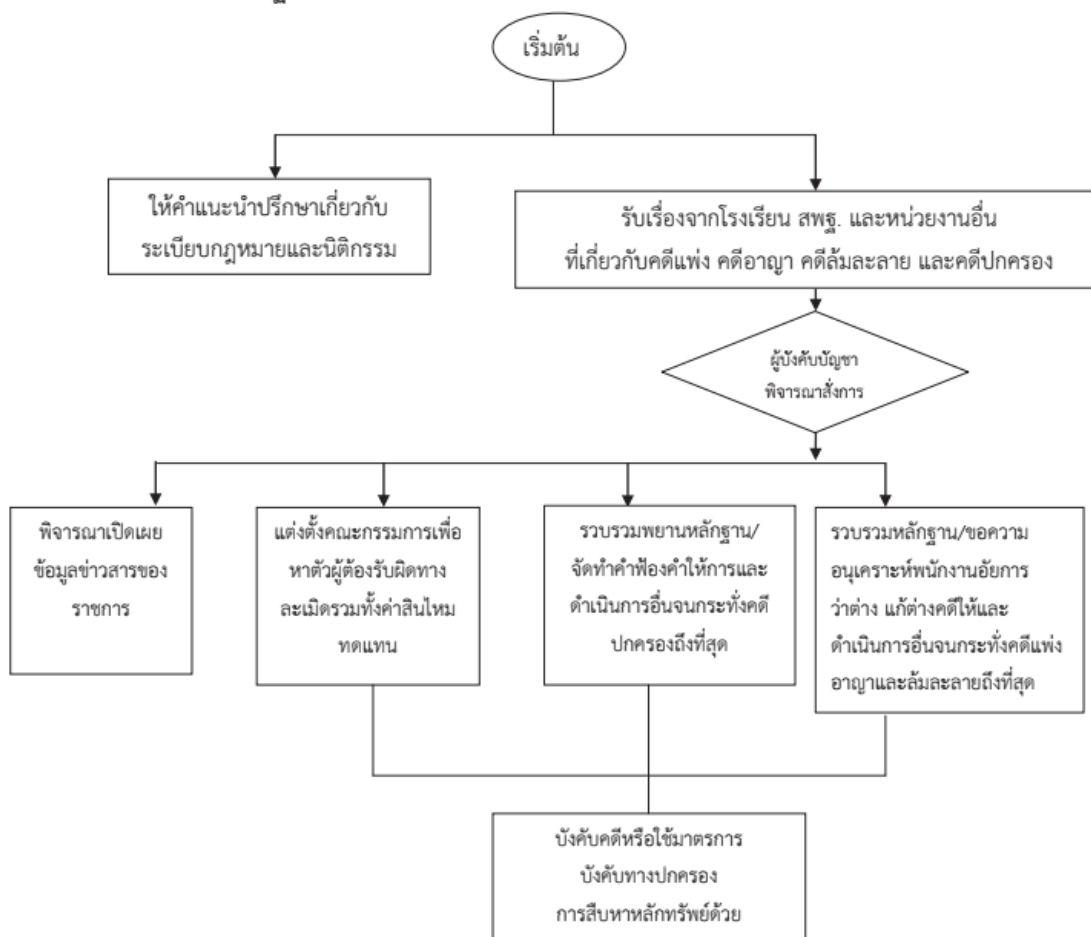 เริ่มต้น
ให้คำแนะนำปรึกษาเกี่ยวกับ
ระเบียบกฎหมายและนิติกรรม
รับเรื่องจากโรงเรียน สพฐ. และหน่วยงานอื่น
ที่เกี่ยวกับคดีแพ่ง คดีอาญา คดีล้มละลาย และคดีปกครอง
ผู้บังคับบัญชา
พิจารณาสั่งการ
พิจารณาเปิดเผย
ข้อมูลข่าวสารของ
ราชการ
แต่งตั้งคณะกรรมการเพื่อ
หาตัวผู้ต้องรับผิดทาง
ละเมิดรวมทั้งค่าสินไหม
ทดแทน
รวบรวมพยานหลักฐาน/
จัดทำคำฟ้องคำให้การและ
ดำเนินการอื่นจนกระทั่งคดี
ปกครองถึงที่สุด
รวบรวมหลักฐาน/ขอความ
อนุเคราะห์พนักงานอัยการ
ว่าต่าง แก้ต่างคดีให้และ
ดำเนินการอื่นจนกระทั่งคดีแพ่ง
อาญาและล้มละลายถึงที่สุด
บังคับคดีหรือใช้มาตรการ
บังคับทางปกครอง
การสืบหาหลักทรัพย์ด้วย